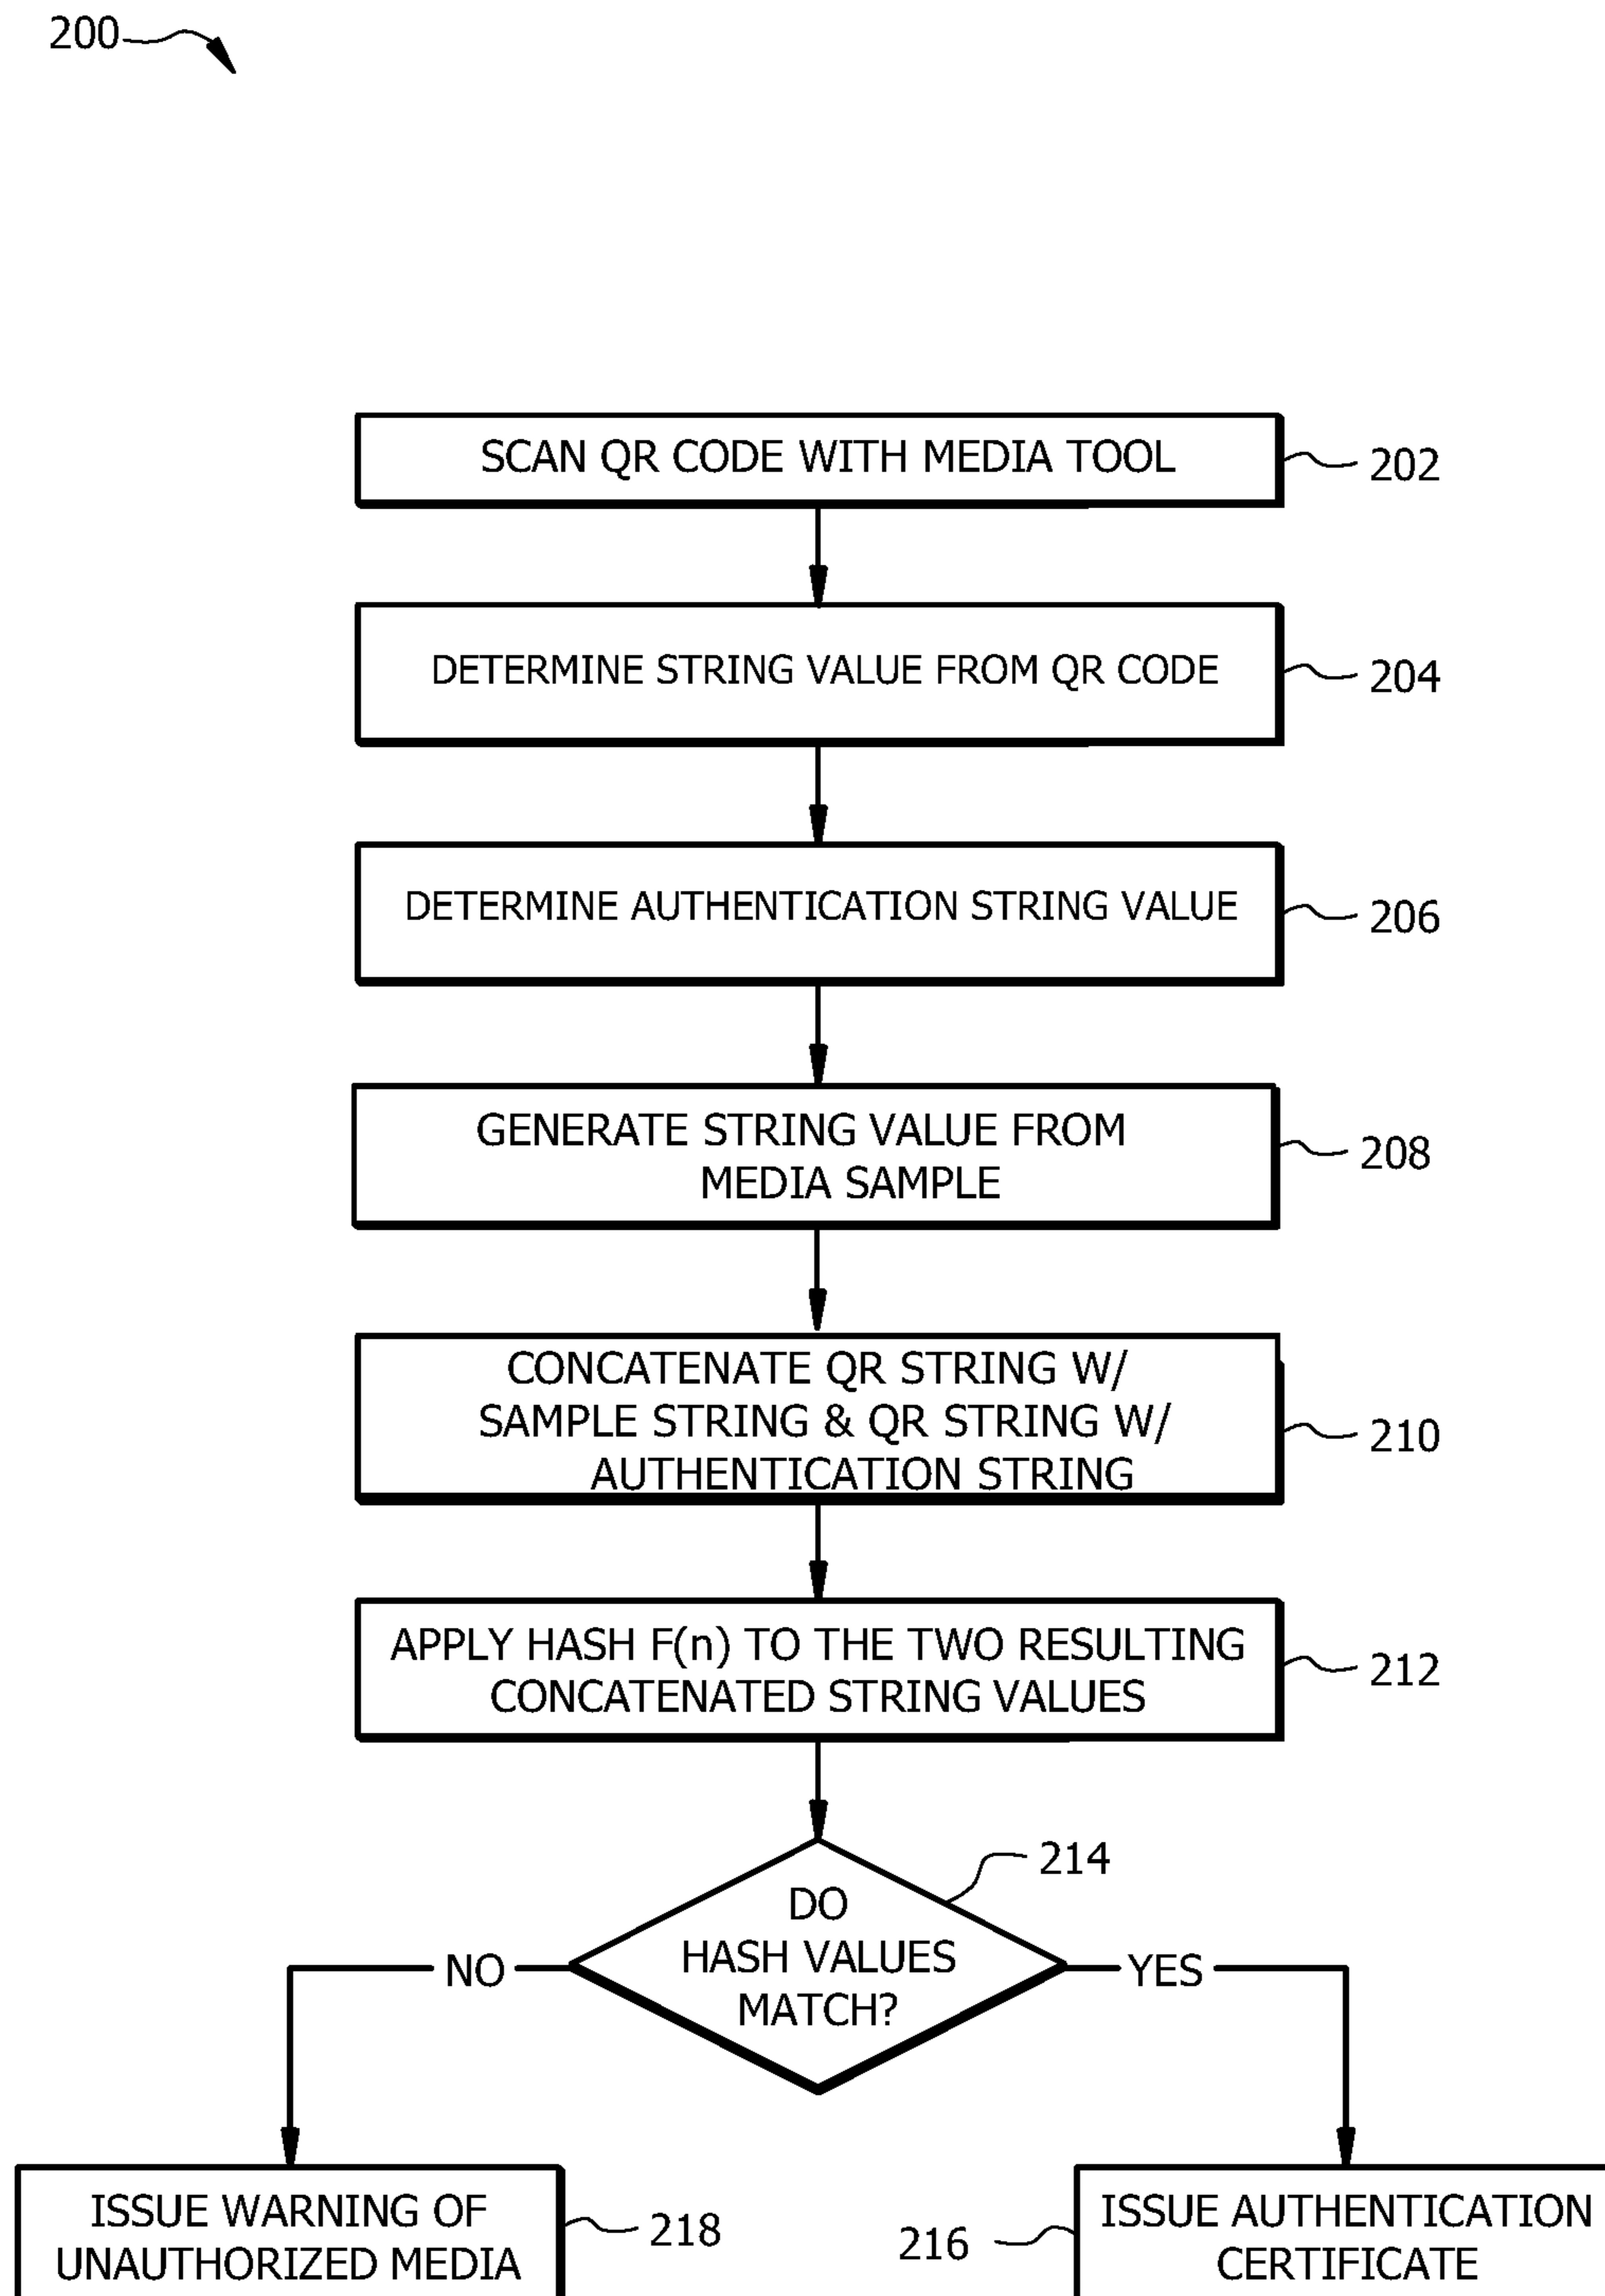 200
SCAN QR CODE WITH MEDIA TOOL
202
DETERMINE STRING VALUE FROM QR CODE
204
DETERMINE AUTHENTICATION STRING VALUE
206
GENERATE STRING VALUE FROM
MEDIA SAMPLE
208
CONCATENATE QR STRING W/
SAMPLE STRING & QR STRING W/
AUTHENTICATION STRING
210
APPLY HASH F(n) TO THE TWO RESULTING
CONCATENATED STRING VALUES
212
DO
HASH VALUES
MATCH?
214
NO
YES
ISSUE WARNING OF
UNAUTHORIZED MEDIA
218
216
ISSUE AUTHENTICATION
CERTIFICATE